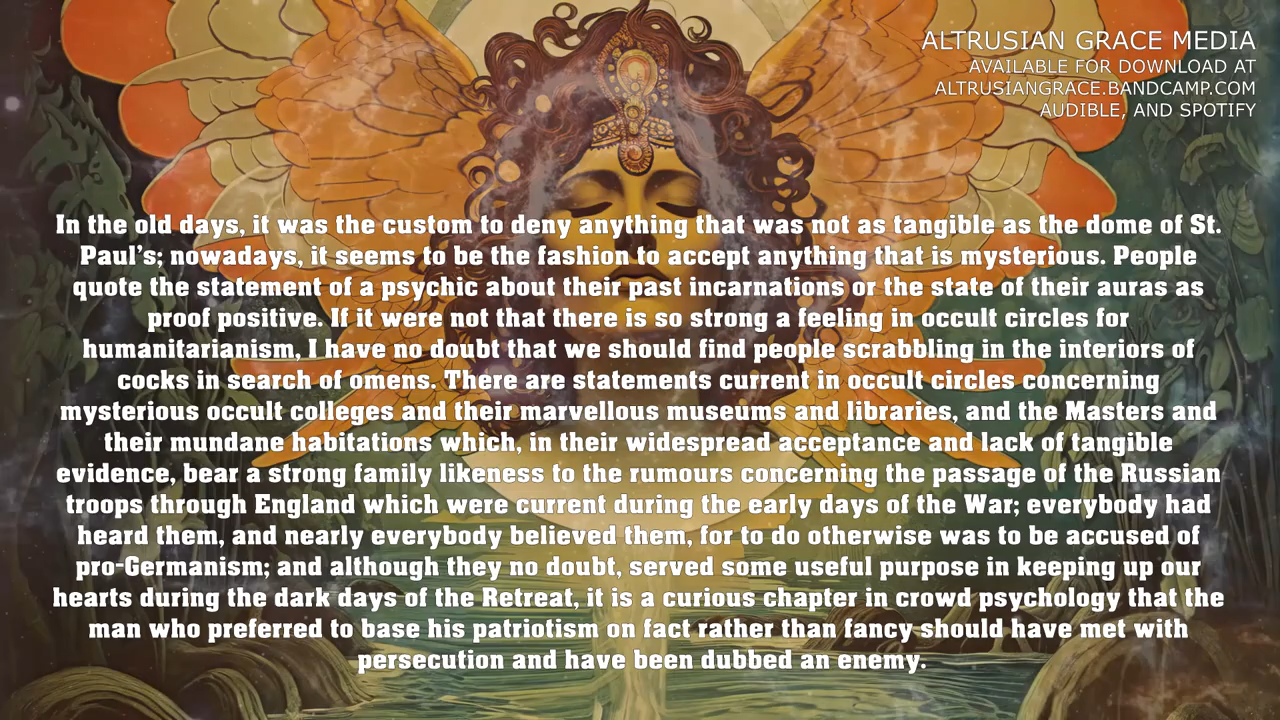 ALTRUSIAN GRACE MEDIA
AVAILABLE FOR DOWNLOAD AT
ALTRUSIANGRACE.BANDCAMP.COM
AUDIBLE, AND SPOTIFY
In the old days, it was the custom to deny anything that was not as tangible as the dome of St.
Paul's; nowadays, it seems to be the fashion to accept anything that is mysterious. People
quote the statement of a psychic about their past incarnations or the state of their auras as
proof positive. If it were not that there is so strong a feeling in occult circles for
humanitarianism, I have no doubt that we should find people scrabbling in the interiors of
cocks in search of omens. There are statements current in occult circles concerning
mysterious occult colleges and their marvellous museums and libraries, and the Masters and
their mundane habitations which, in their widespread acceptance and lack of tangible
evidence, bear a strong family likeness to the rumours concerning the passage of the Russian
troops through England which were current during the early days of the War; everybody had
heard them, and nearly everybody believed them, for to do otherwise was to be accused of
pro-Germanism; and although they no doubt, served some useful purpose in keeping up our
hearts during the dark days of the Retreat, it is a curious chapter in crowd psychology that the
man who preferred to base his patriotism on fact rather than fancy should have met with
persecution and have been dubbed an enemy.